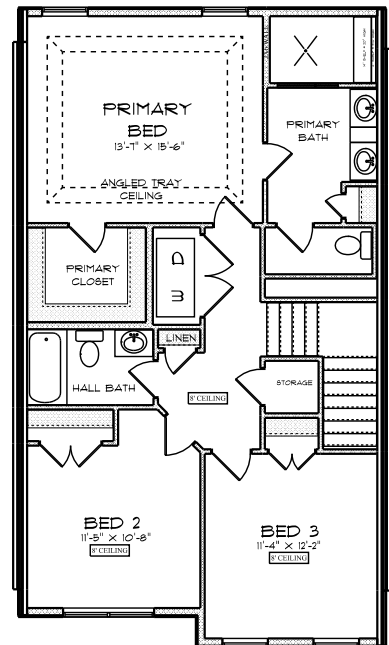 PRIMARY
BED
13'-7" X 15'-6"
ANGLED TRAY
CEILING
PRIMARY
BATH
PRIMARY
CLOSET
D
W
LINEN
HALL BATH
8' CEILING
STORAGE
BED 2
11'-5" X 10'-8"
8' CEILING
BED 3
11'-4" X 12'-2"
8' CEILING